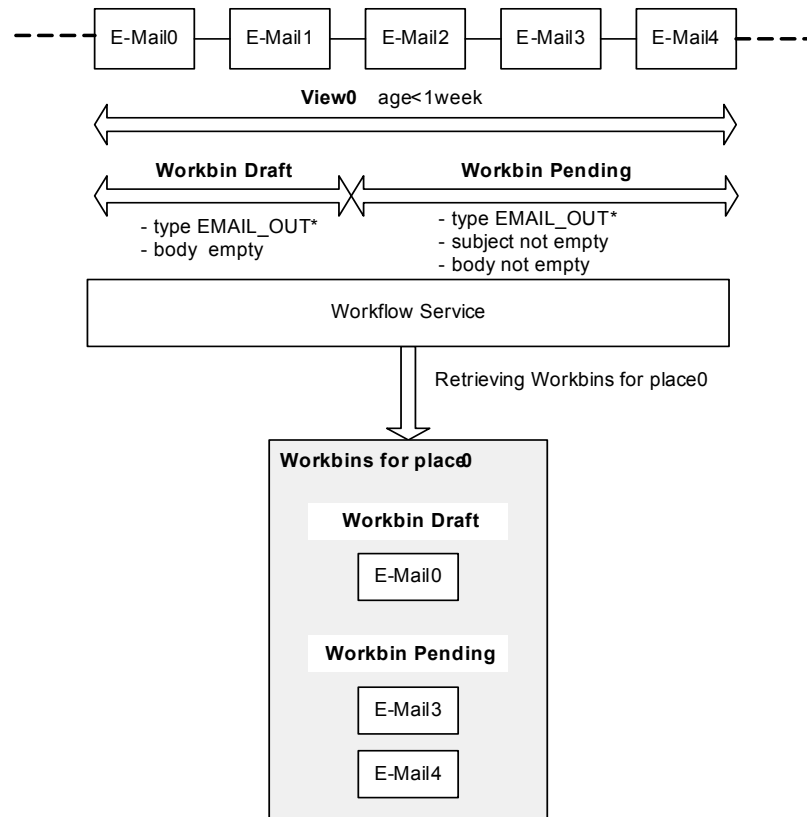 E-Mail0 E-Mail1 E-Mail2 E-Mail3 E-Mail4
View0 age<1week
Workbin Draft Workbin Pending
- type EMAIL_OUT*
- body empty
- type EMAIL_OUT*
- subject not empty
- body not empty
Workflow Service
Retrieving Workbins for place0
Workbins for place0
Workbin Draft
E-Mail0
Workbin Pending
E-Mail3
E-Mail4